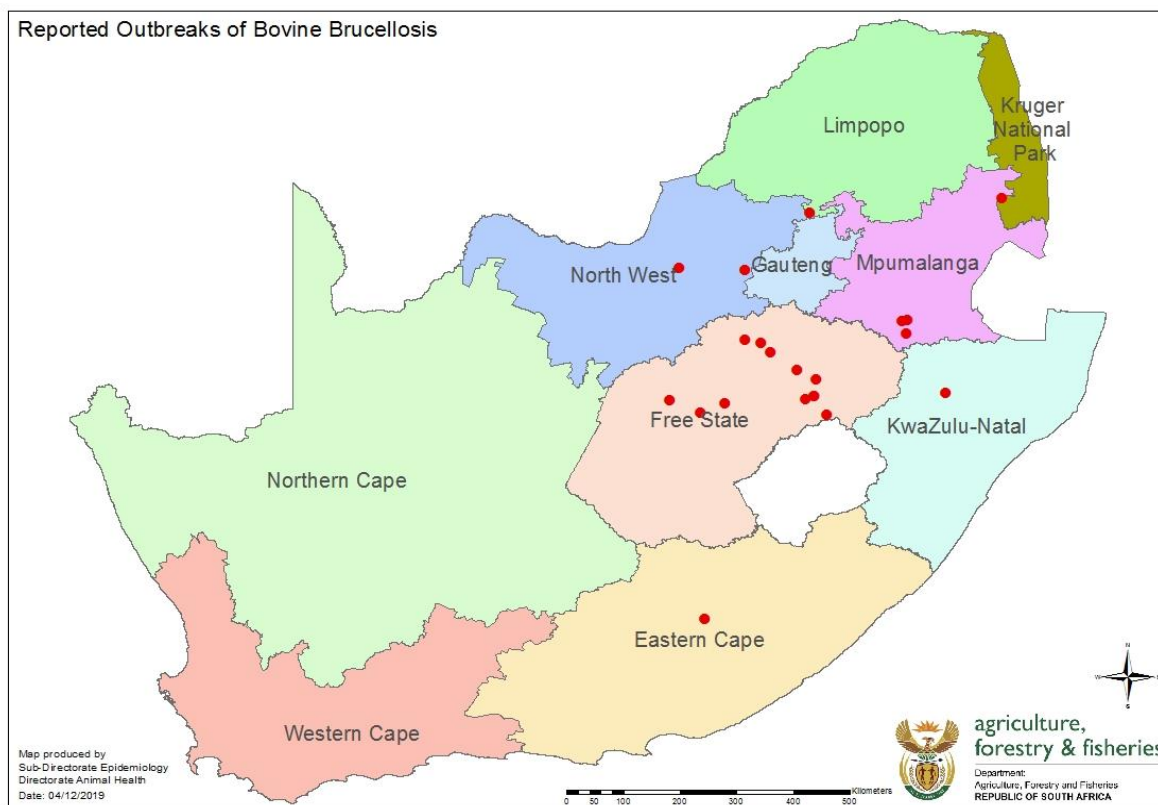 Reported Outbreaks of Bovine Brucellosis
Limpopo
Kruger
National
Park
North West
Gauteng
Mpumalanga
Free State
KwaZulu-Natal
Northern Cape
Eastern Cape
Western Cape
N
W
E
S
Map produced by
Sub-Directorate Epidemiology
Directorate Animal Health
Date: 04/12/2019
Kilometers
0 50 100 200 300 400 500
agriculture,
forestry & fisheries
Department:
Agriculture, Forestry and Fisheries
REPUBLIC OF SOUTH AFRICA